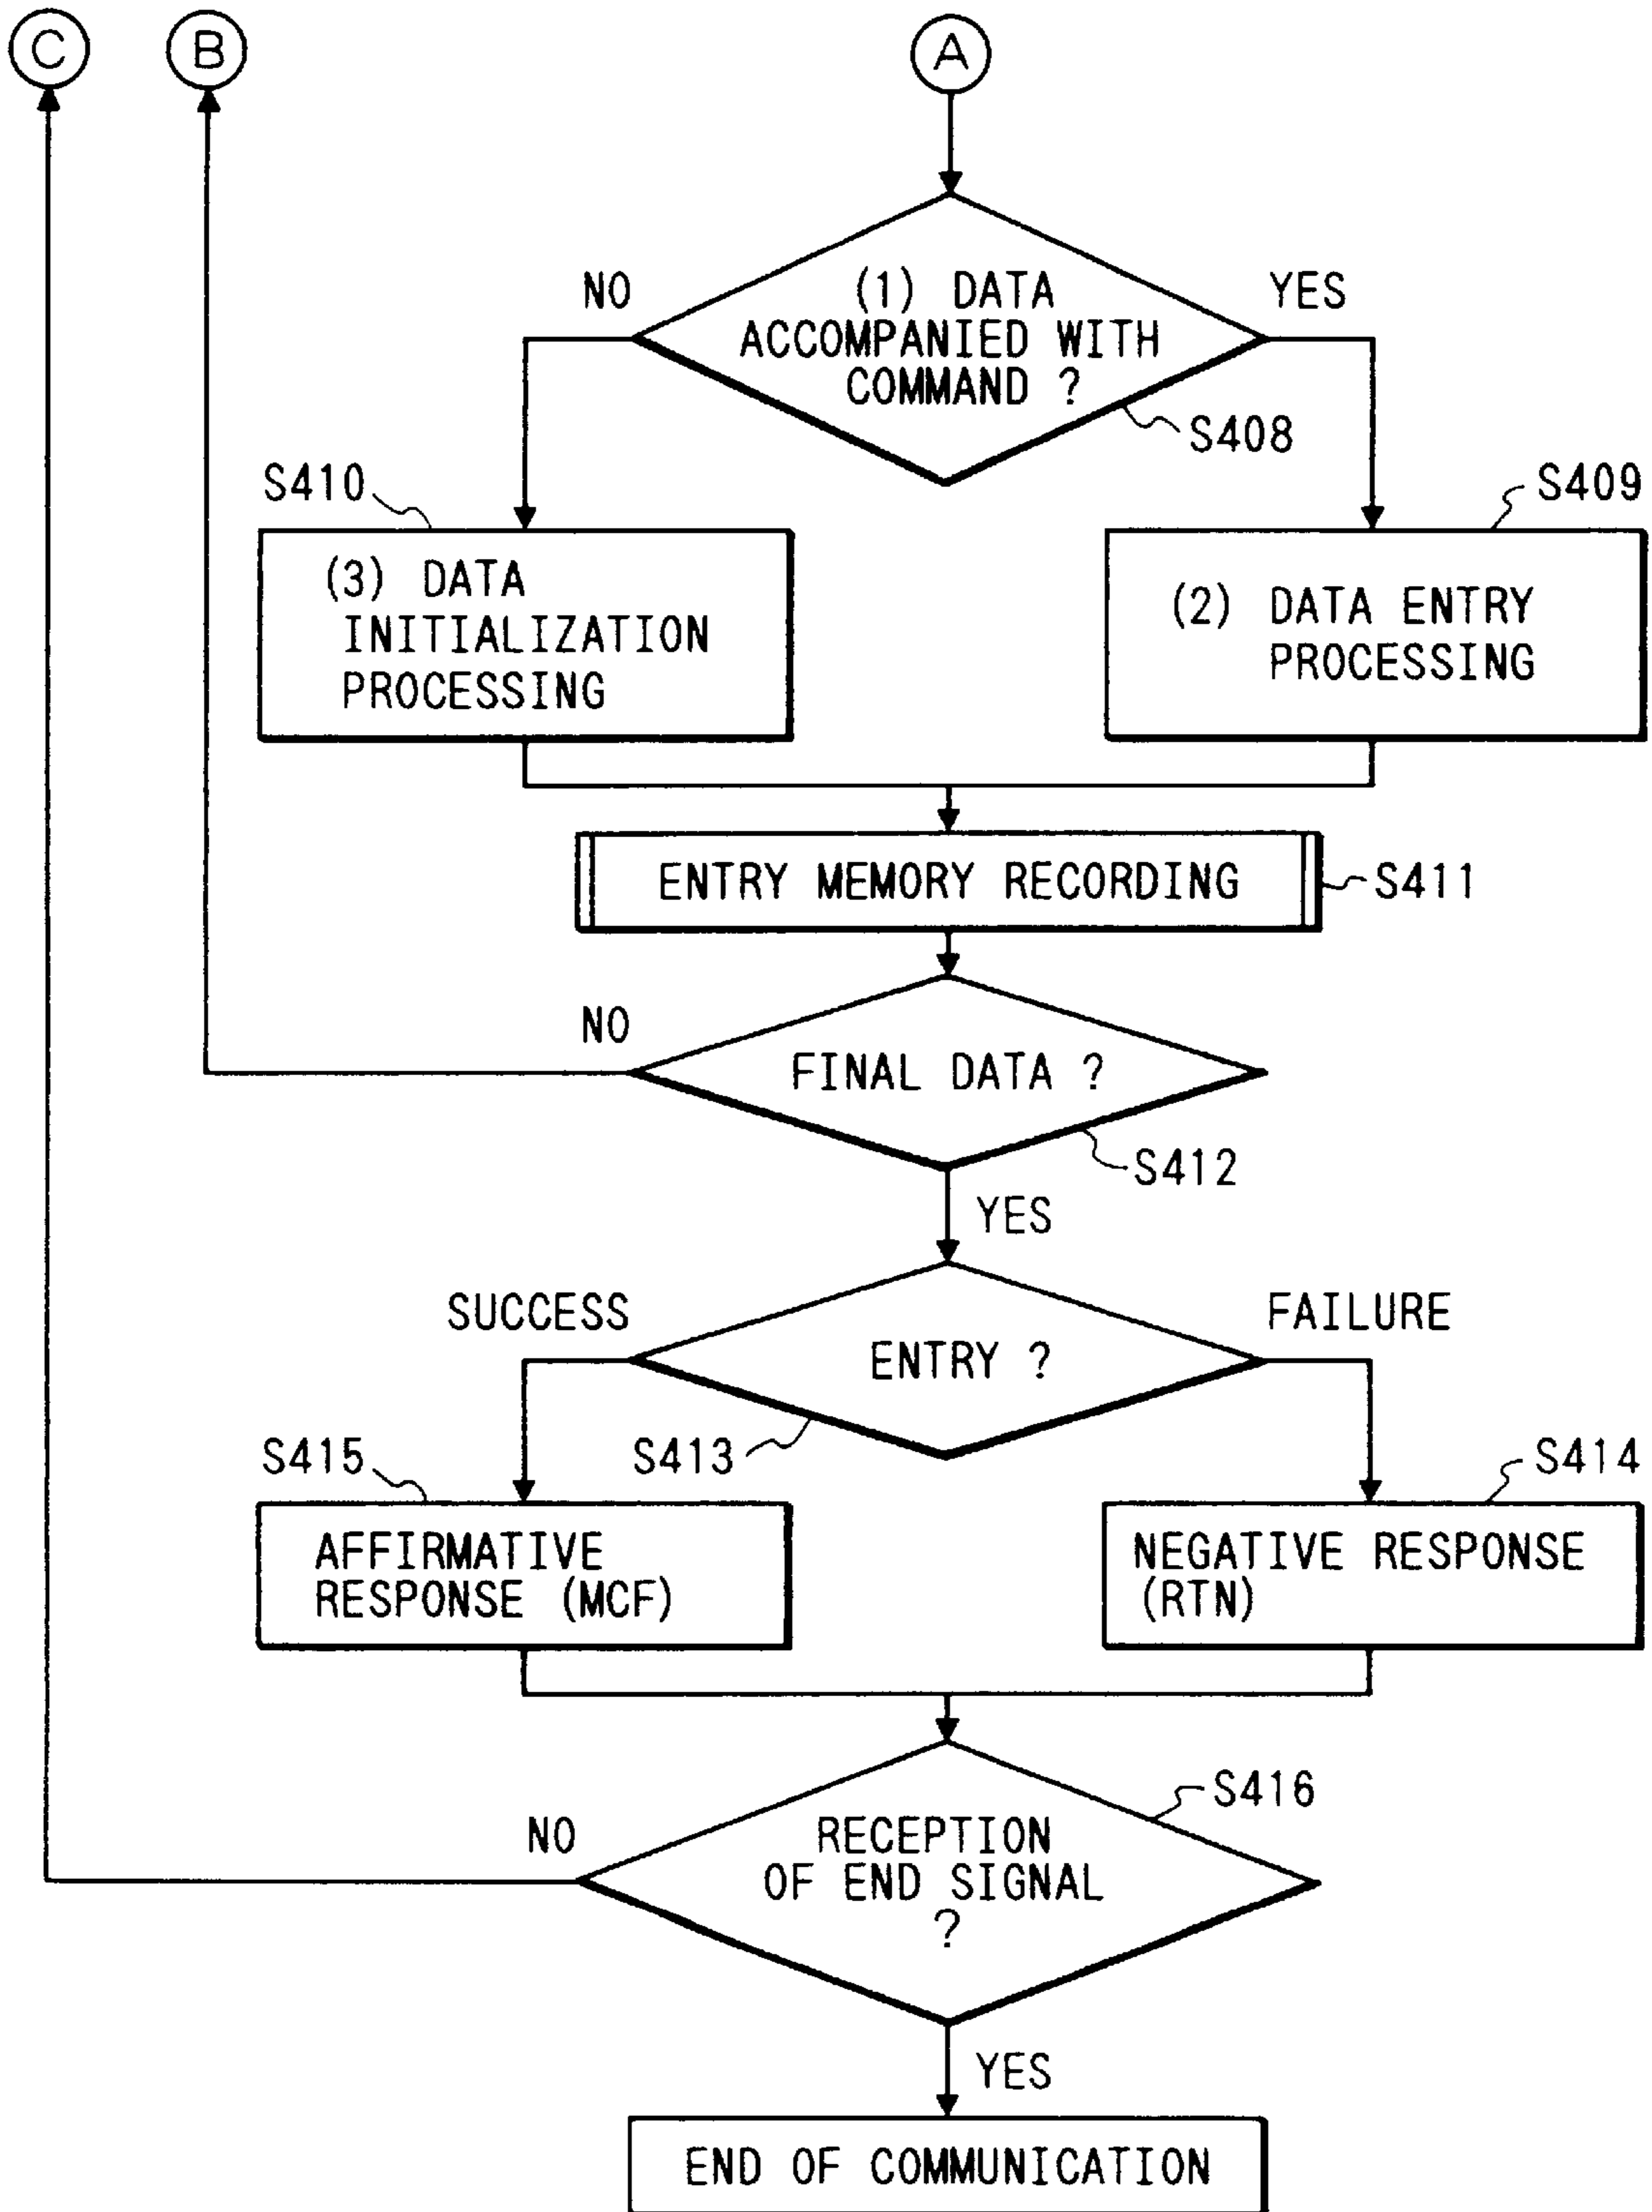 C
B
A
NO
(1) DATA
YES
ACCOMPANIED WITH
COMMAND ?
S408
S410
S409
(3) DATA
INITIALIZATION
PROCESSING
(2) DATA ENTRY
PROCESSING
ENTRY MEMORY RECORDING
S411
NO
FINAL DATA ?
S412
YES
SUCCESS
FAILURE
ENTRY ?
S415
S413
S414
AFFIRMATIVE
RESPONSE (MCF)
NEGATIVE RESPONSE
(RTN)
S416
NO
RECEPTION
OF END SIGNAL
?
YES
END OF COMMUNICATION